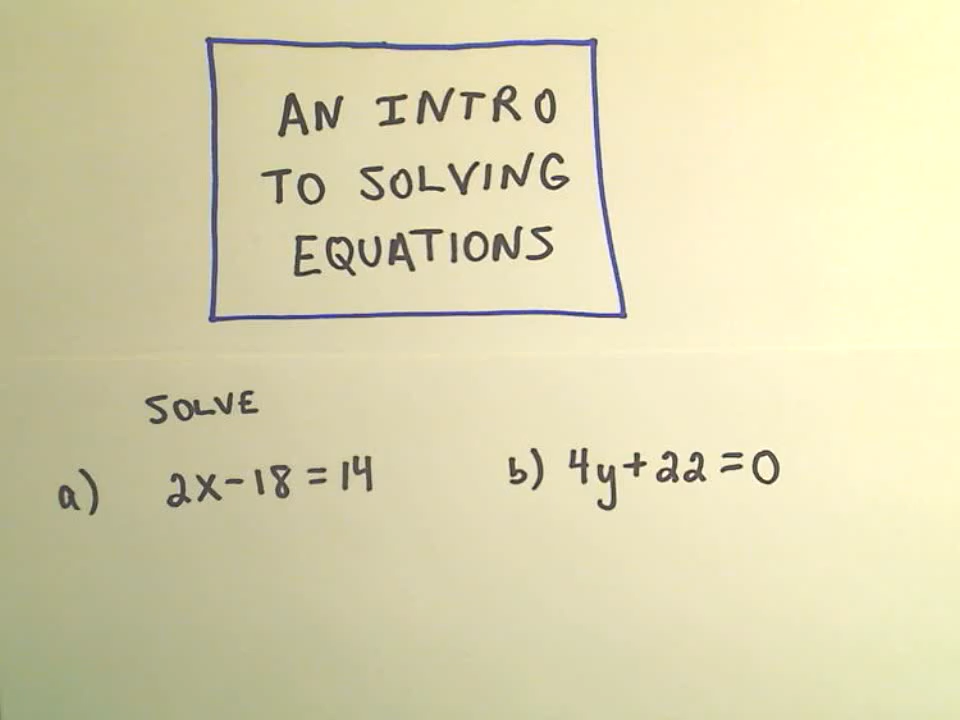 AN INTRO
TO SOLVING
EQUATIONS
SOLVE
a) 2x-18=14
b) 4y+22=0